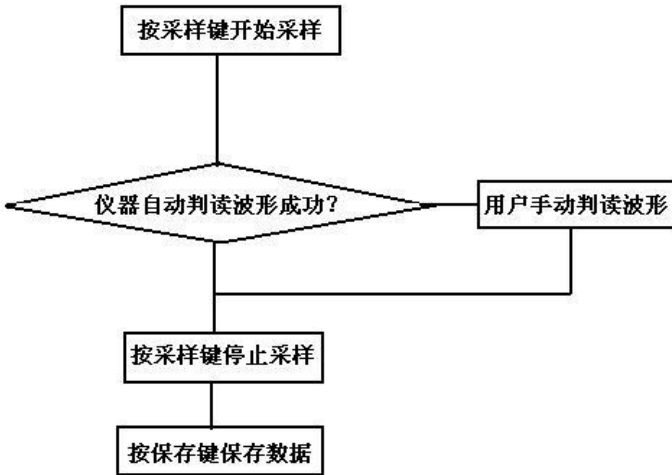 按采样键开始采样
仪器自动判读波形成功？
用户手动判读波形
按采样键停止采样
按保存键保存数据